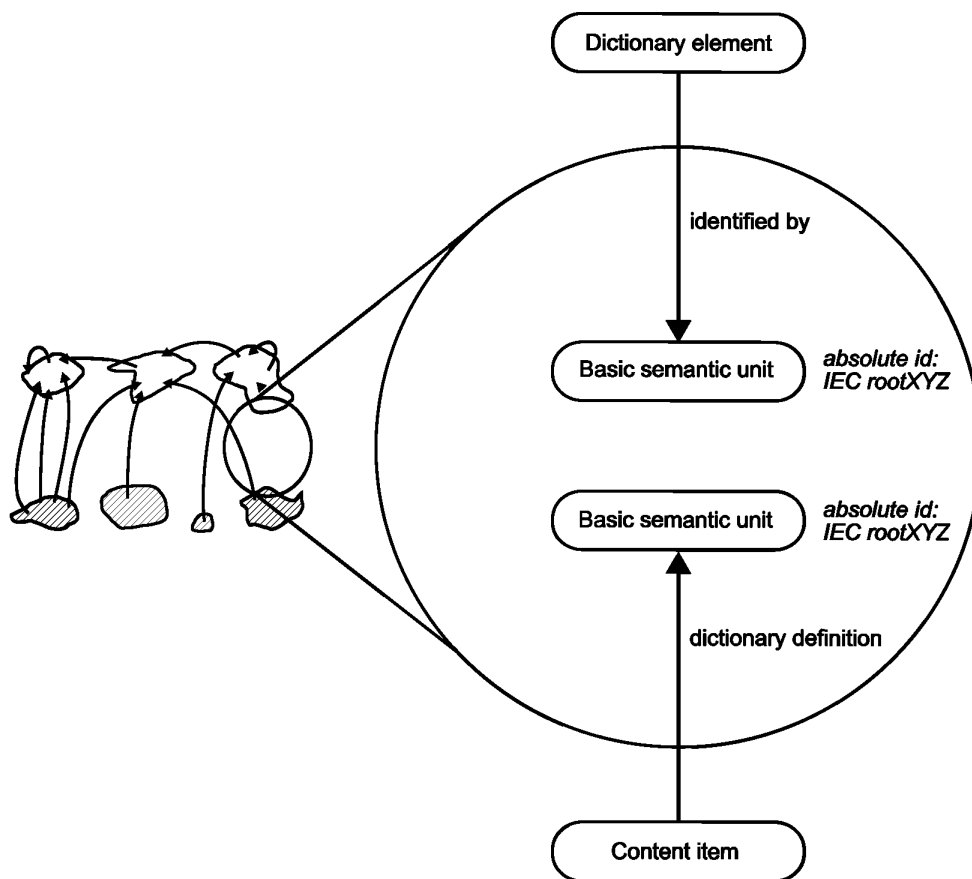 Dictionary element
identified by
Basic semantic unit
absolute id:
IEC rootXYZ
Basic semantic unit
absolute id:
IEC rootXYZ
dictionary definition
Content item